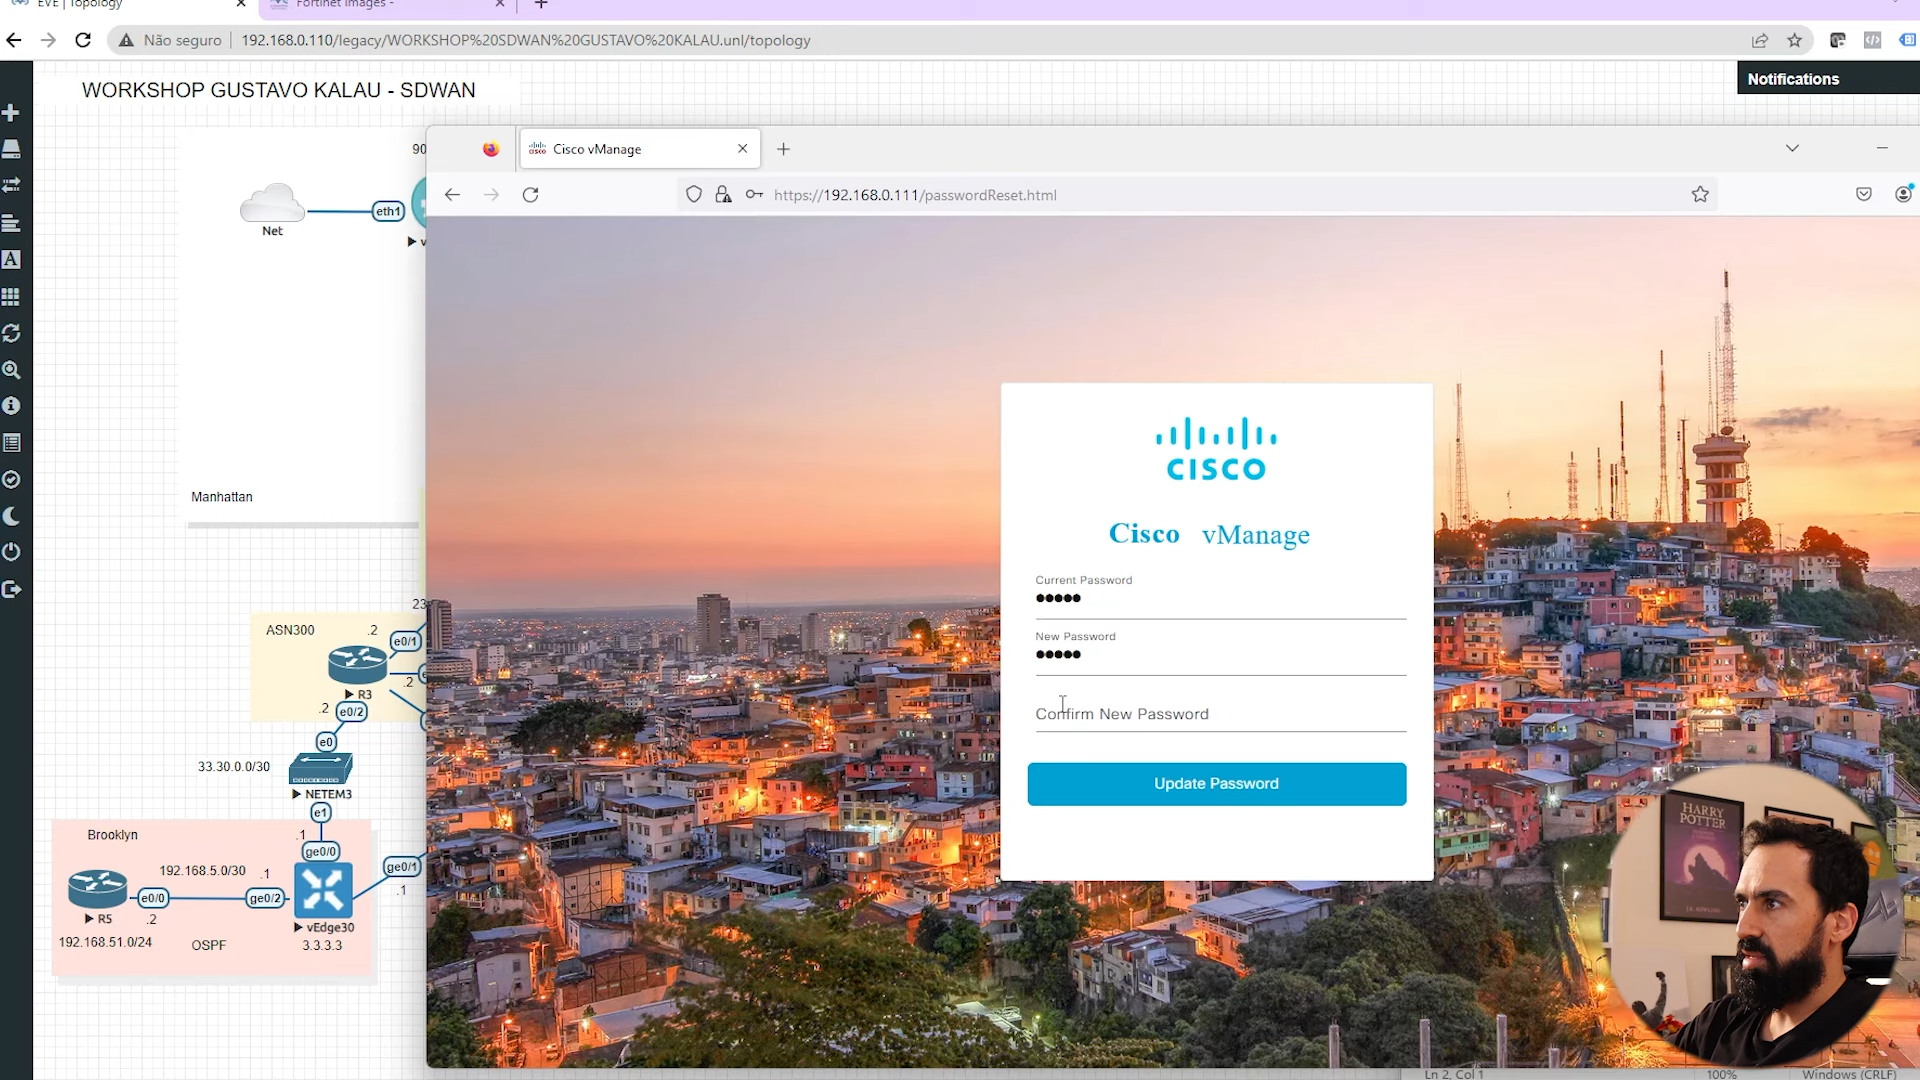 EVE | Topology
Fortinet Images -
Não seguro
192.168.0.110/legacy/WORKSHOP%20SDWAN%20GUSTAVO%20KALAU.unl/topology
WORKSHOP GUSTAVO KALAU - SDWAN
Notifications
90
Cisco vManage
https://192.168.0.111/passwordReset.html
eth1
Net
v
CISCO
Cisco vManage
Current Password
New Password
Confirm New Password
Update Password
Manhattan
23
ASN300
.2
e0/1
.2
R3
.2
e0/2
e0
33.30.0.0/30
NETEM3
e1
Brooklyn
.1
ge0/0
192.168.5.0/30
.1
ge0/1
.1
e0/0
ge0/2
R5
.2
vEdge30
192.168.51.0/24
OSPF
3.3.3.3
HARRY
POTTER
Ln 2, Col 1
100%
Windows (CRLF)